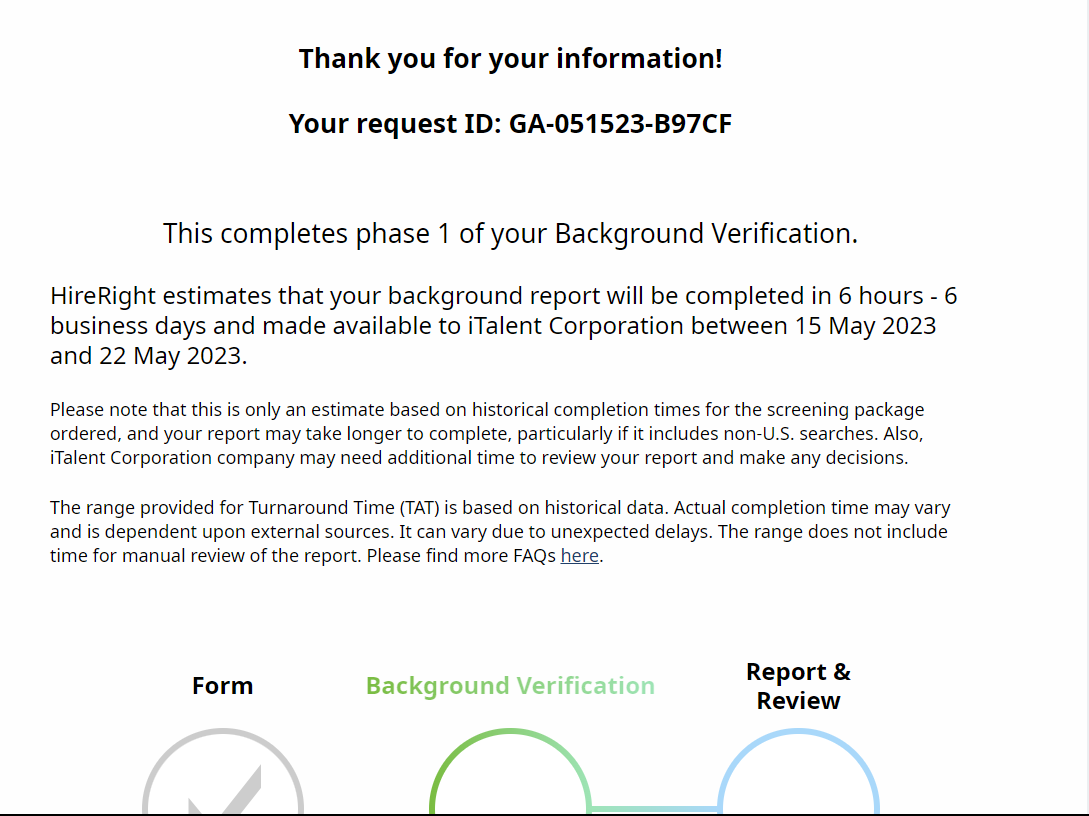 Thank you for your information!
Your request ID: GA-051523-B97CF
This completes phase 1 of your Background Verification.
HireRight estimates that your background report will be completed in 6 hours - 6
business days and made available to iTalent Corporation between 15 May 2023
and 22 May 2023.
Please note that this is only an estimate based on historical completion times for the screening package
ordered, and your report may take longer to complete, particularly if it includes non-U.S. searches. Also,
iTalent Corporation company may need additional time to review your report and make any decisions.
The range provided for Turnaround Time (TAT) is based on historical data. Actual completion time may vary
and is dependent upon external sources. It can vary due to unexpected delays. The range does not include
time for manual review of the report. Please find more FAQs here.
Form
Background Verification
Report &
Review